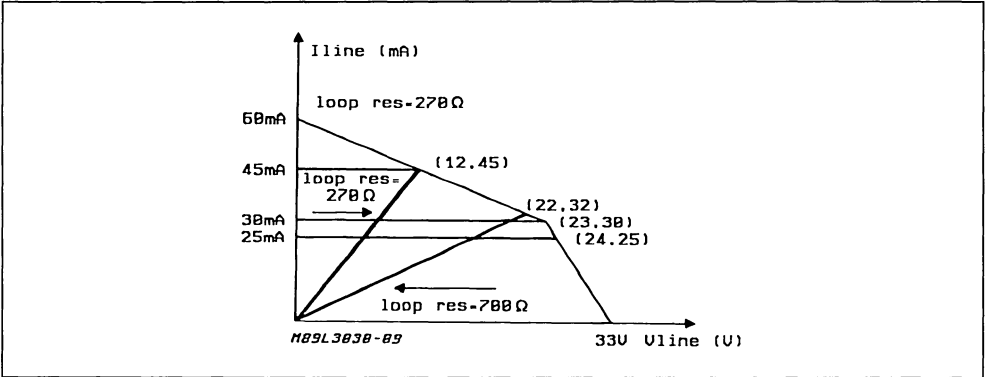 Iline (mA)
loop res=270Ω
60mA
45mA
(12.45)
loop res=
270Ω
(22.32)
30mA
(23.30)
25mA
(24.25)
loop res=700Ω
M89L3030-09
33V Vline (V)